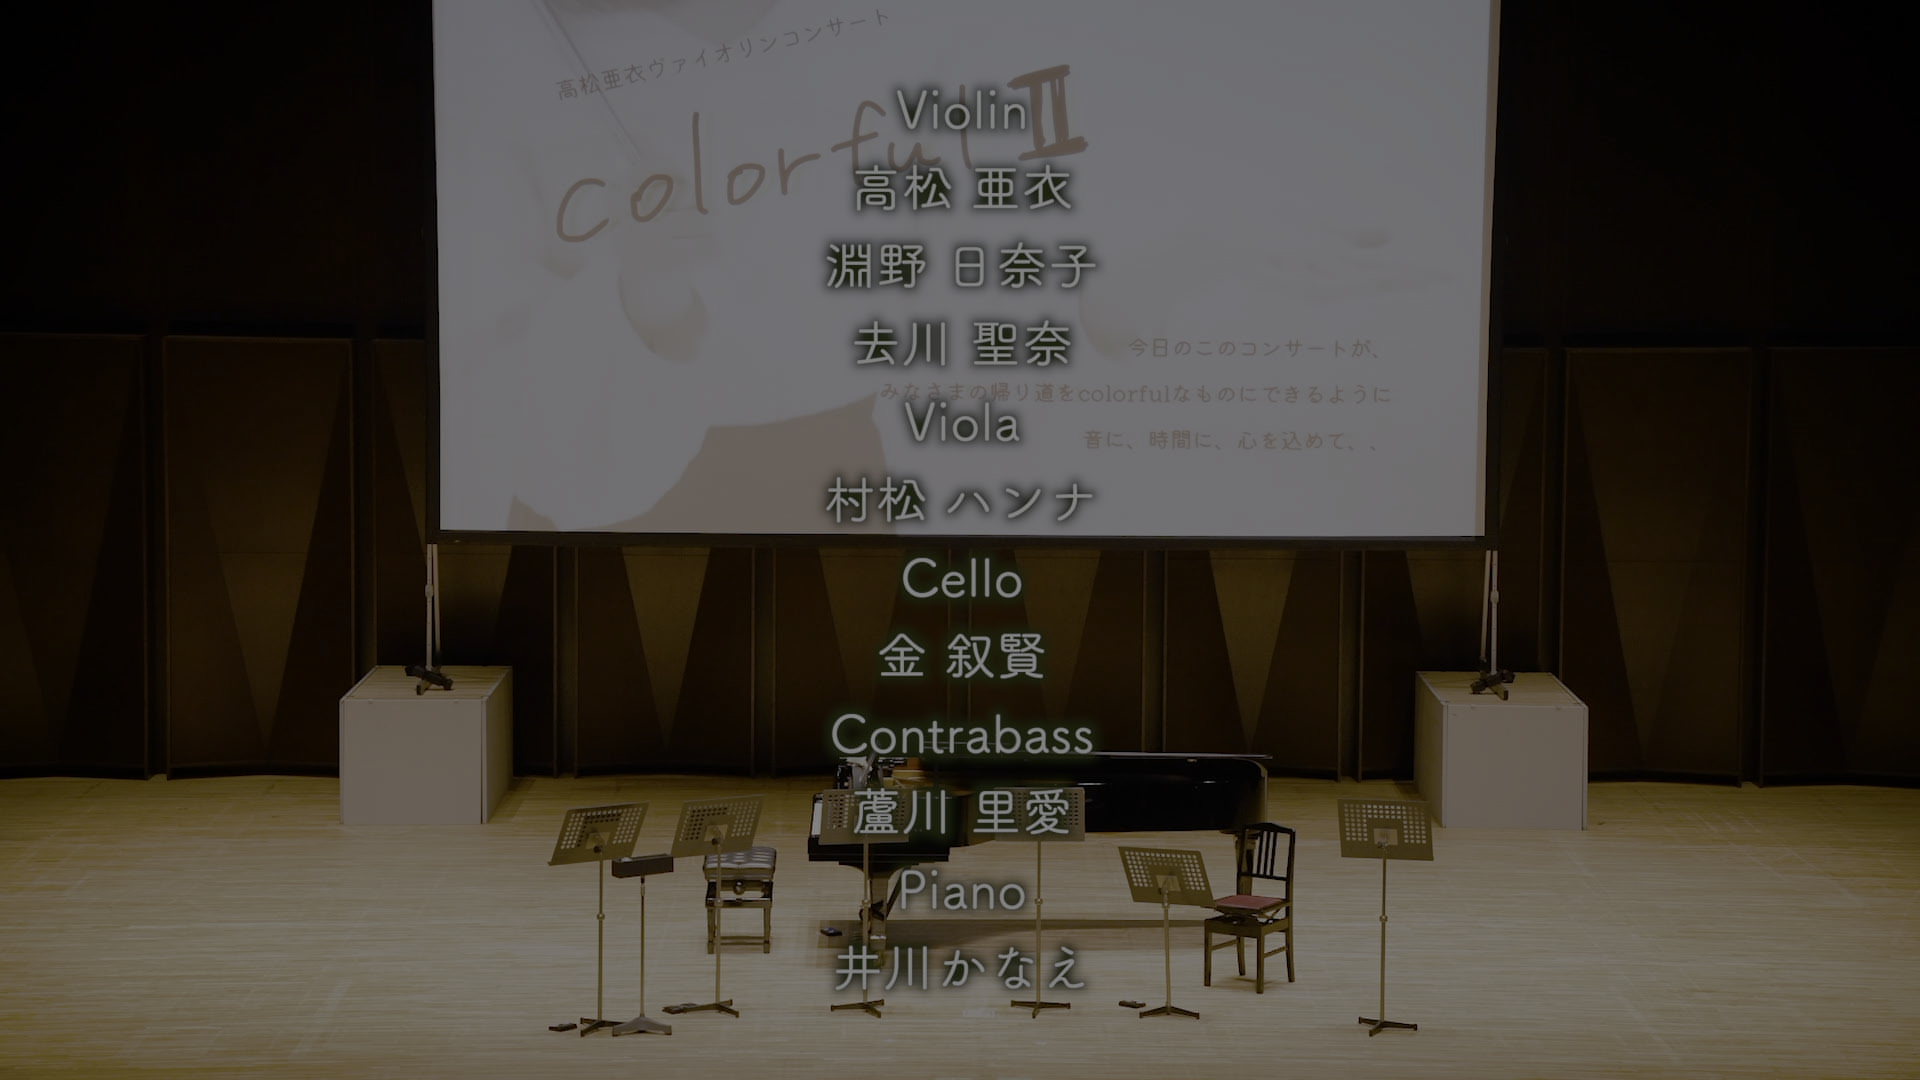 高松亜衣ヴァイオリンコンサート
colorful Ⅱ
今日のこのコンサートが、
みなさまの帰り道をcolorfulなものにできるように
音に、時間に、心を込めて、、
Violin
高松 亜衣
淵野 日奈子
去川 聖奈
Viola
村松 ハンナ
Cello
金 叙賢
Contrabass
蘆川 里愛
Piano
井川かなえ